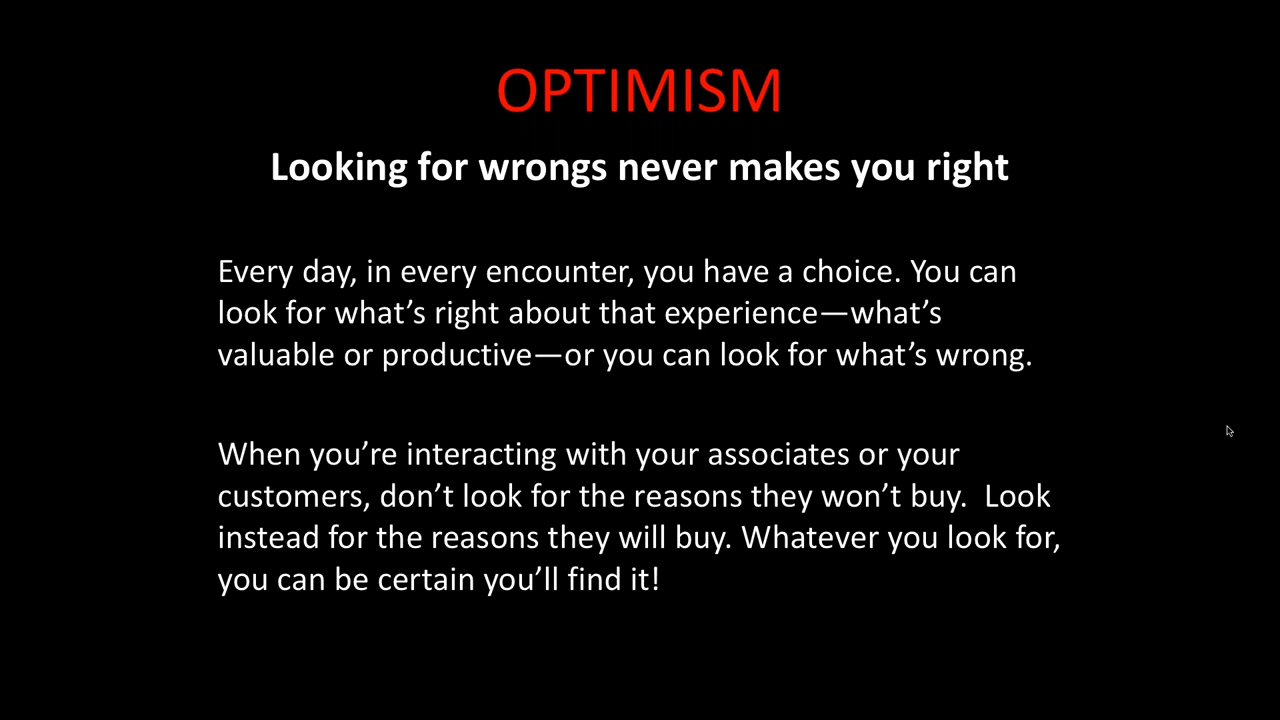 OPTIMISM
Looking for wrongs never makes you right
Every day, in every encounter, you have a choice. You can
look for what’s right about that experience—what’s
valuable or productive—or you can look for what’s wrong.
When you’re interacting with your associates or your
customers, don’t look for the reasons they won’t buy.  Look
instead for the reasons they will buy. Whatever you look for,
you can be certain you’ll find it!